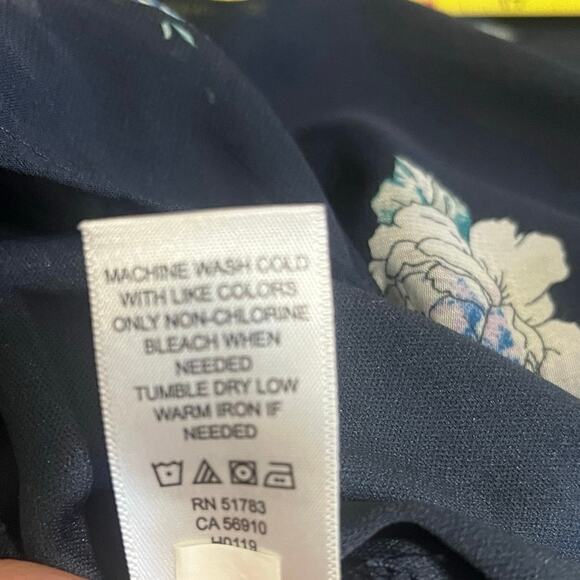 MACHINE WASH COLD
WITH LIKE COLORS
ONLY NON-CHLORINE
BLEACH WHEN
NEEDED
TUMBLE DRY LOW
WARM IRON IF
NEEDED
RN 51783
CA 56910
H0119